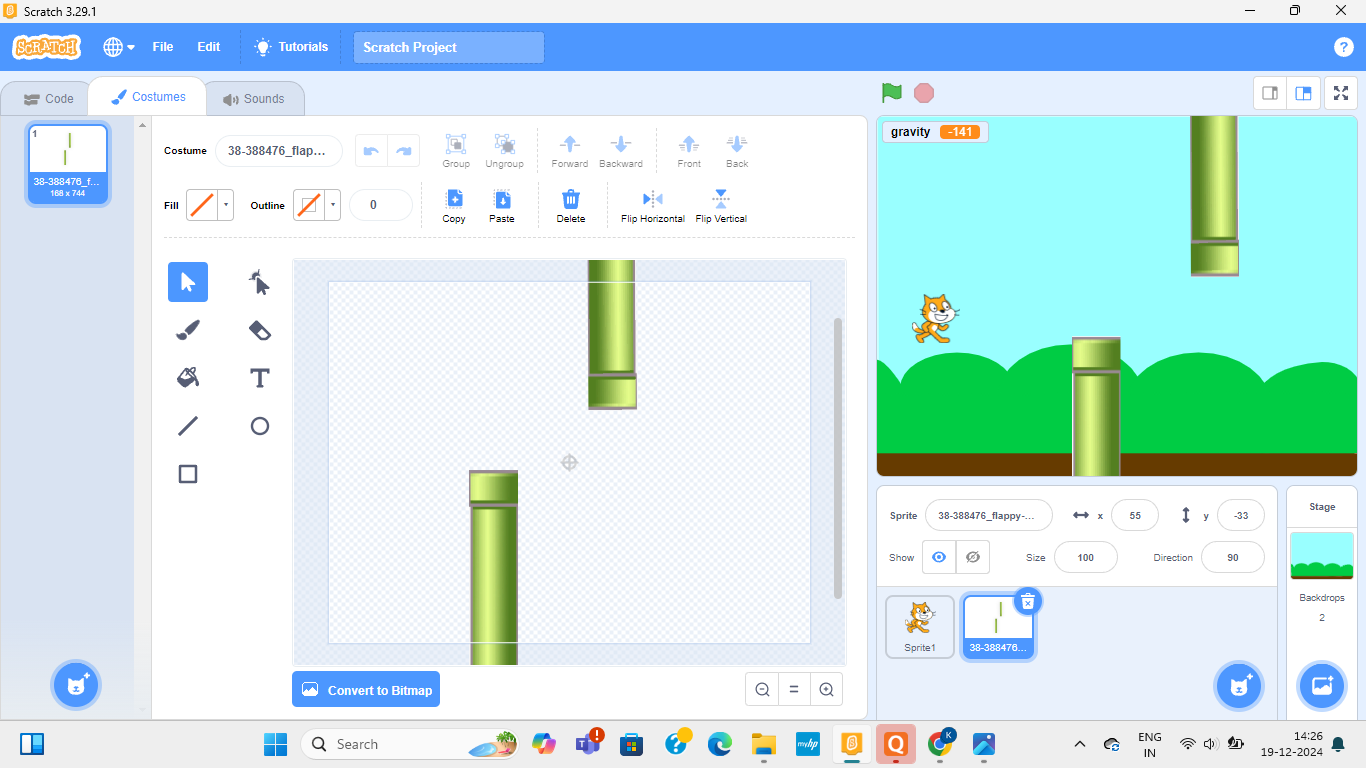 Scratch 3.29.1
SCRATCH
File
Edit
Tutorials
Scratch Project
?
Code
Costumes
Sounds
1
38-388476_f...
168 x 744
Costume
38-388476_flap...
Group
Ungroup
Forward
Backward
Front
Back
Fill
Outline
0
Copy
Paste
Delete
Flip Horizontal
Flip Vertical
T
Convert to Bitmap
gravity -141
Sprite
38-388476_flappy-...
x
55
y
-33
Show
Size
100
Direction
90
Sprite1
38-388476...
Stage
Backdrops
2
Search
T
!
?
myhp
Q
K
ENG
IN
14:26
19-12-2024